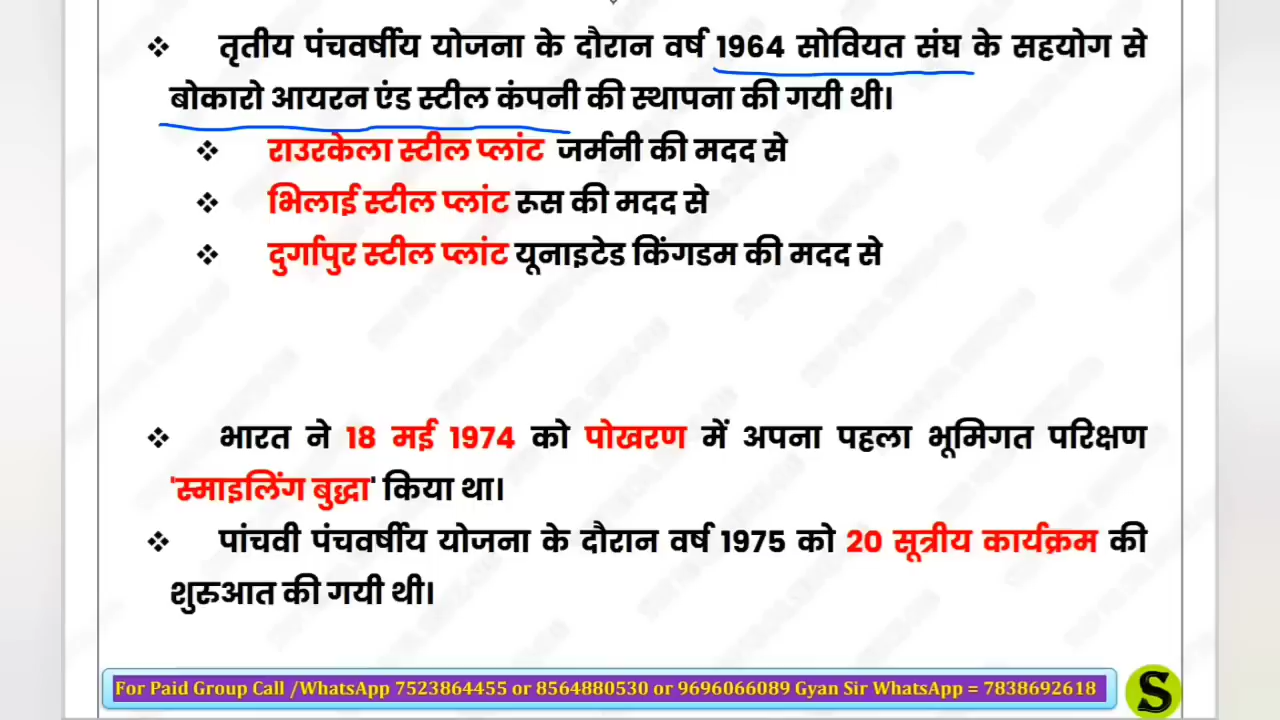 ❖ तृतीय पंचवर्षीय योजना के दौरान वर्ष 1964 सोवियत संघ के सहयोग से
बोकारो आयरन एंड स्टील कंपनी की स्थापना की गयी थी।
❖ राउरकेला स्टील प्लांट जर्मनी की मदद से
❖ भिलाई स्टील प्लांट रूस की मदद से
❖ दुर्गापुर स्टील प्लांट यूनाइटेड किंगडम की मदद से
❖ भारत ने 18 मई 1974 को पोखरण में अपना पहला भूमिगत परिक्षण
'स्माइलिंग बुद्धा' किया था।
❖ पांचवी पंचवर्षीय योजना के दौरान वर्ष 1975 को 20 सूत्रीय कार्यक्रम की
शुरुआत की गयी थी।
For Paid Group Call /WhatsApp 7523864455 or 8564880530 or 9696066089 Gyan Sir WhatsApp = 7838692618
S